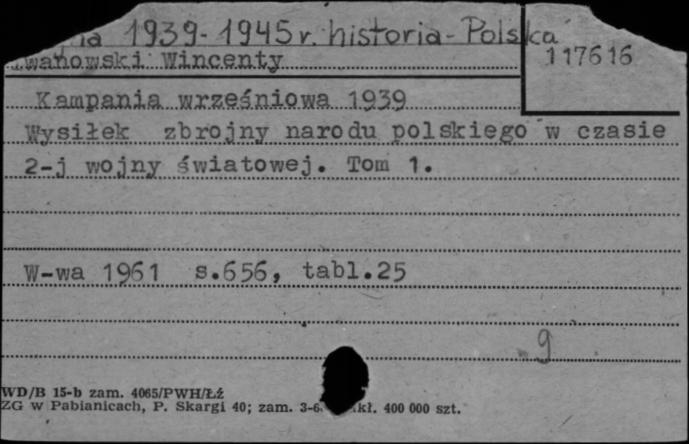 1939-1945 r. historia-Polska
wanowski Wincenty
117616
Kampania wrześniowa 1939
Wysiłek zbrojny narodu polskiego w czasie
2-j wojny światowej. Tom 1.
W-wa 1961 s.656, tabl.25
9
WD/B 15-b zam. 4065/PWH/Łź
ZG w Pabianicach, P. Skargi 40; zam. 3-6 kł. 400 000 szt.